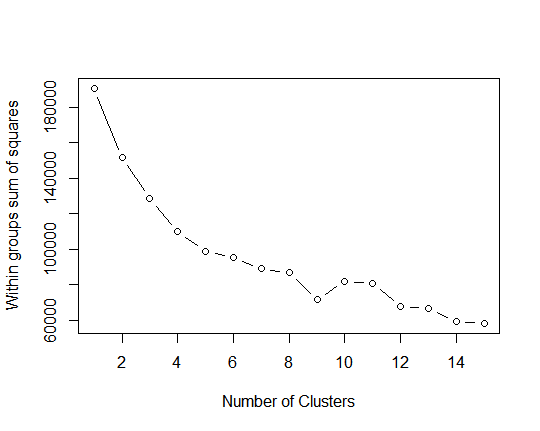 Within groups sum of squares
180000
140000
100000
60000
2 4 6 8 10 12 14
Number of Clusters